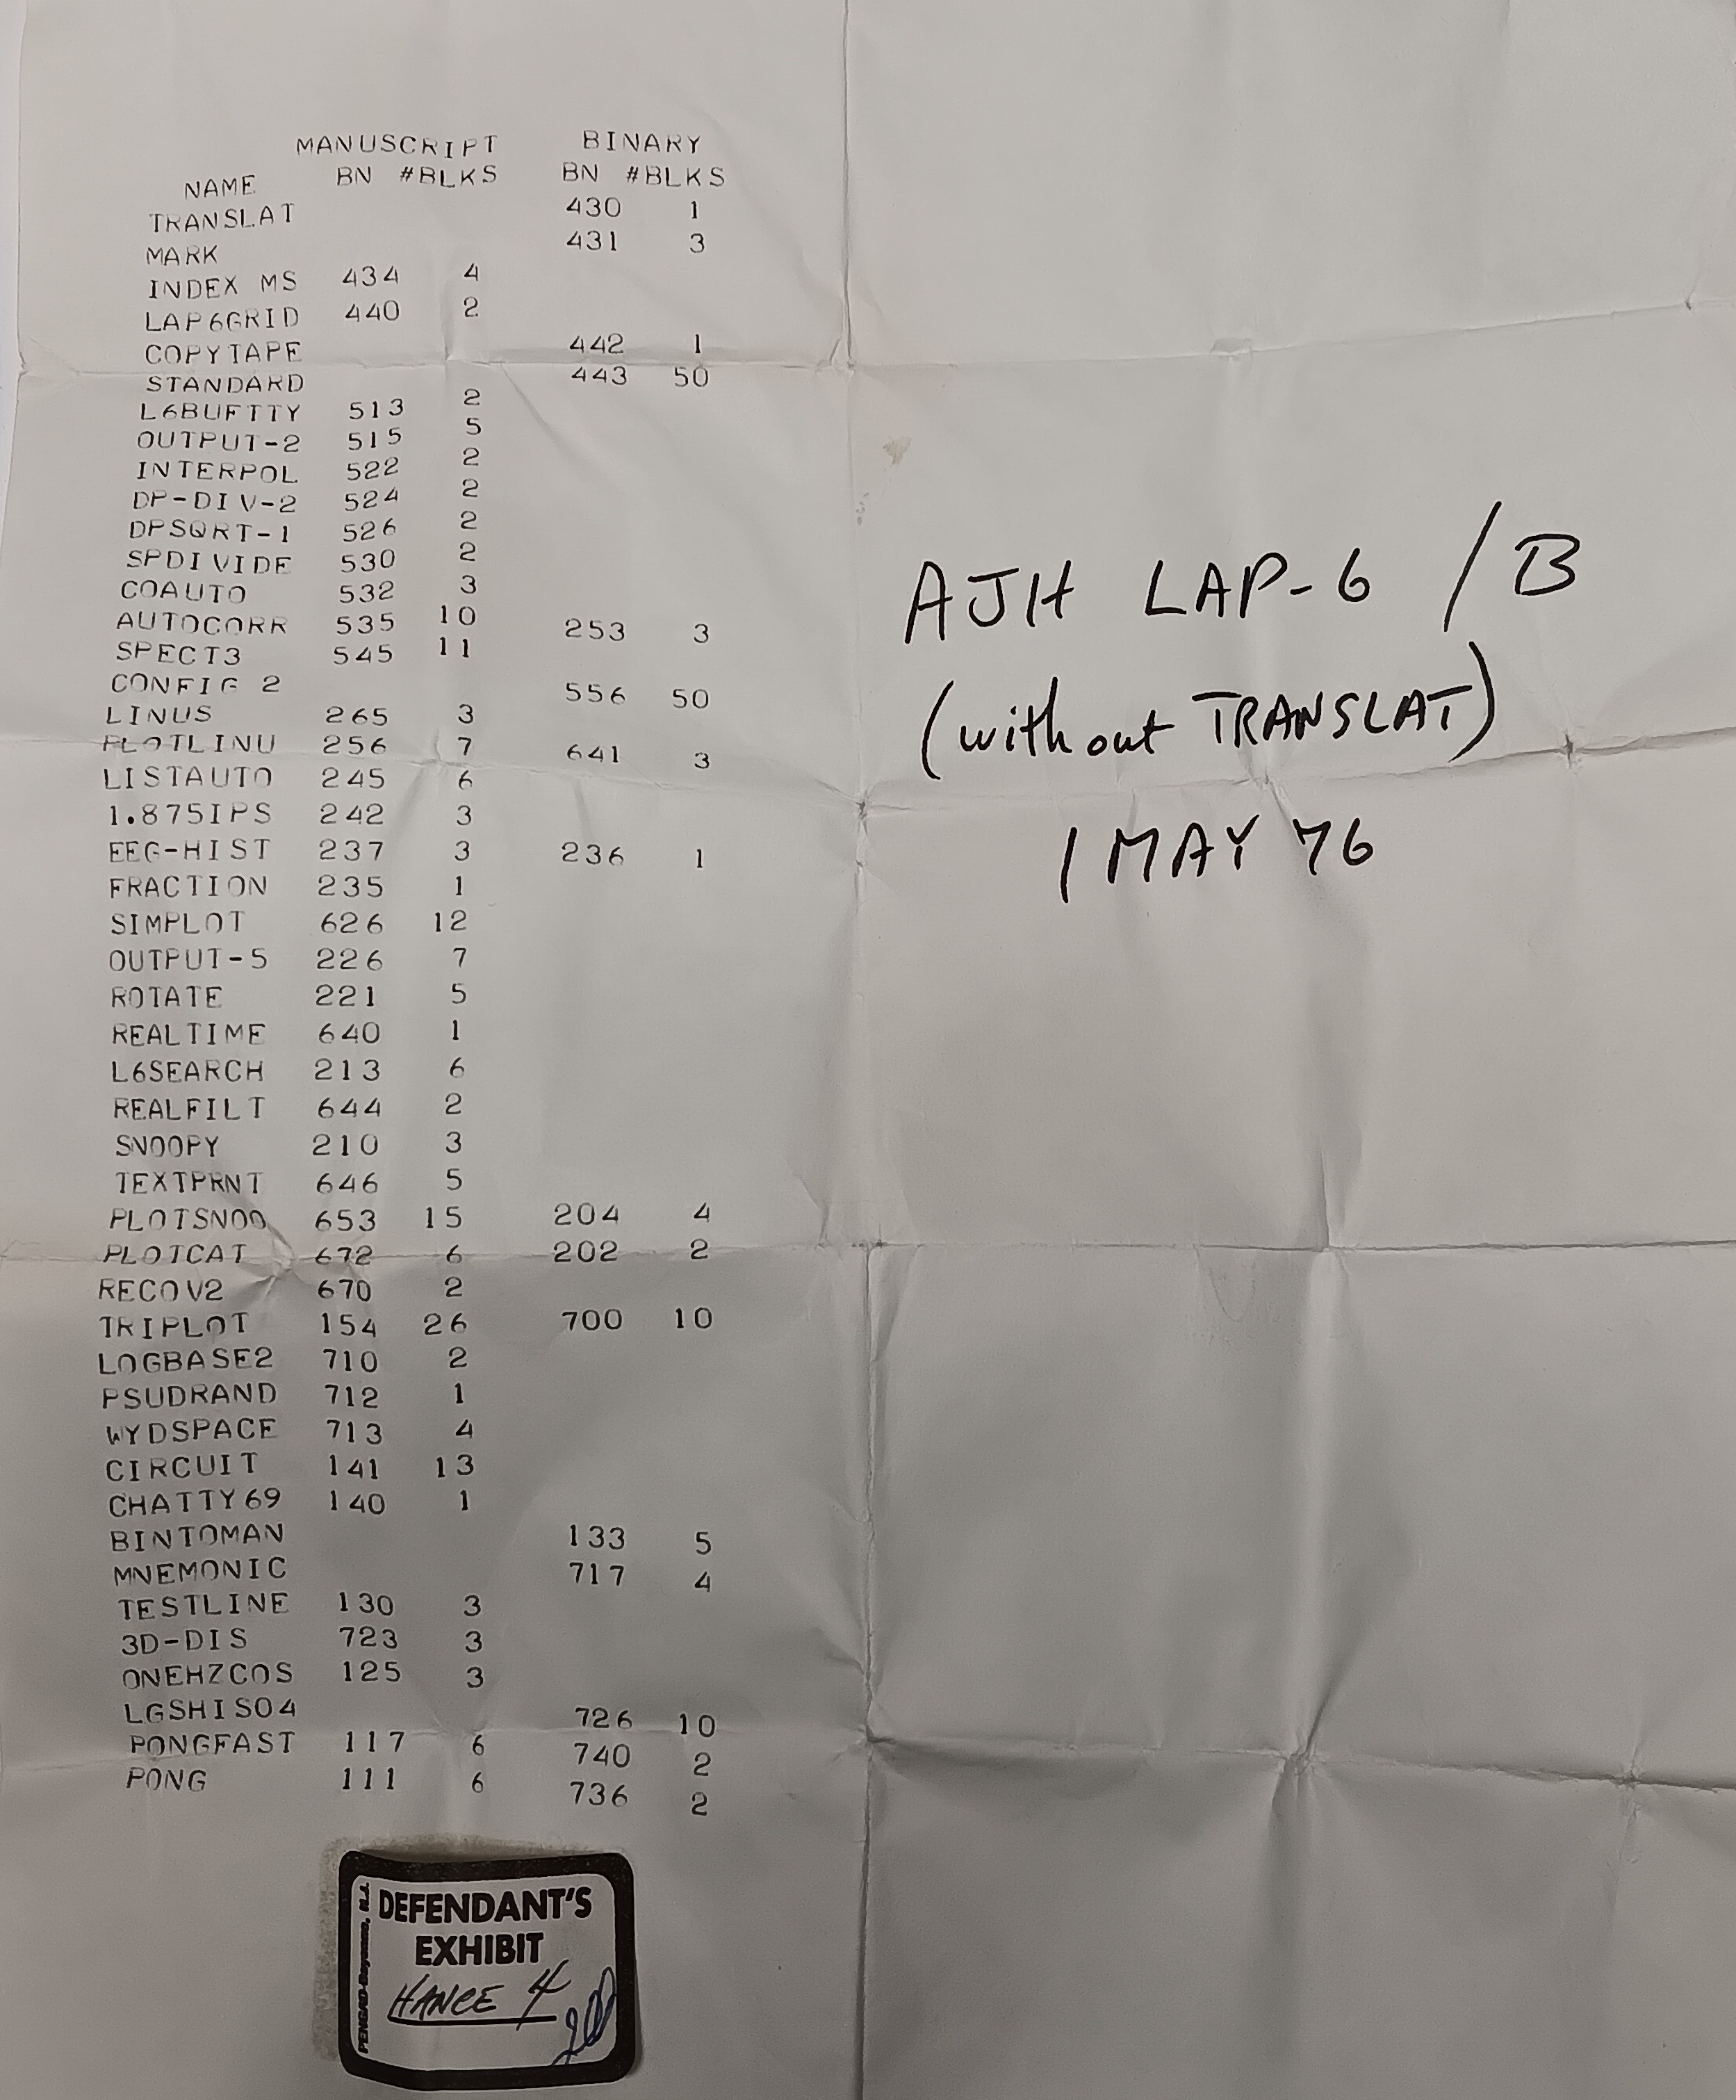 MANUSCRIPT BINARY
NAME BN #BLKS BN #BLKS
TRANSLAT 430 1
MARK 431 3
INDEX MS 434 4
LAP6GRID 440 2
COPYTAPE 442 1
STANDARD 443 50
L6BUFTTY 513 2
OUTPUT-2 515 5
INTERPOL 522 2
DP-DIV-2 524 2
DPSQRT-1 526 2
SPDIVIDE 530 2
COAUTO 532 3
AUTOCORR 535 10 253 3
SPECT3 545 11
CONFIG 2 556 50
LINUS 265 3
PLOTLINU 256 7 641 3
LISTAUTO 245 6
1.875IPS 242 3
EEG-HIST 237 3 236 1
FRACTION 235 1
SIMPLOT 626 12
OUTPUT-5 226 7
ROTATE 221 5
REALTIME 640 1
L6SEARCH 213 6
REALFILT 644 2
SNOOPY 210 3
TEXTPRNT 646 5
PLOTSNOO 653 15 204 4
PLOTCAT 672 6 202 2
RECOV2 670 2
TRIPLOT 154 26 700 10
LOGBASE2 710 2
PSUDRAND 712 1
WYDSPACE 713 4
CIRCUIT 141 13
CHATTY69 140 1
BINTOMAN 133 5
MNEMONIC 717 4
TESTLINE 130 3
3D-DIS 723 3
ONEHZCOS 125 3
LGSHISO4 726 10
PONGFAST 117 6 740 2
PONG 111 6 736 2
AJH LAP-6 /B
(without TRANSLAT)
1 MAY 76
DEFENDANT'S
EXHIBIT
HANCE 4
PENGAD-Bayonne, N.J.